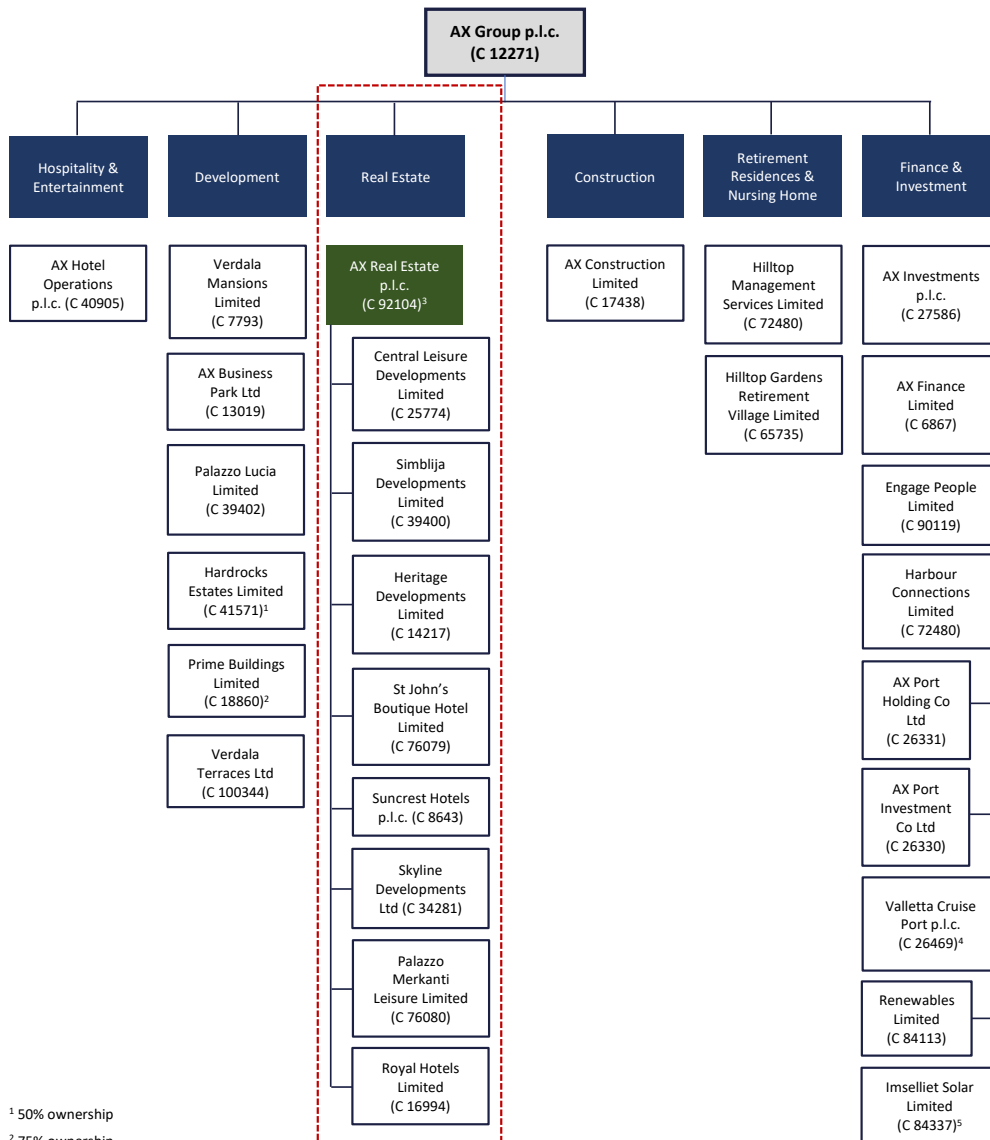 AX Group p.l.c.
(C 12271)
Hospitality &
Entertainment
Development
Real Estate
Construction
Retirement
Residences &
Nursing Home
Finance &
Investment
AX Hotel
Operations
p.l.c. (C 40905)
Verdala
Mansions
Limited
(C 7793)
AX Business
Park Ltd
(C 13019)
Palazzo Lucia
Limited
(C 39402)
Hardrocks
Estates Limited
(C 41571)¹
Prime Buildings
Limited
(C 18860)²
Verdala
Terraces Ltd
(C 100344)
AX Real Estate
p.l.c.
(C 92104)³
Central Leisure
Developments
Limited
(C 25774)
Simblija
Developments
Limited
(C 39400)
Heritage
Developments
Limited
(C 14217)
St John’s
Boutique Hotel
Limited
(C 76079)
Suncrest Hotels
p.l.c. (C 8643)
Skyline
Developments
Ltd (C 34281)
Palazzo
Merkanti
Leisure Limited
(C 76080)
Royal Hotels
Limited
(C 16994)
AX Construction
Limited
(C 17438)
Hilltop
Management
Services Limited
(C 72480)
Hilltop Gardens
Retirement
Village Limited
(C 65735)
AX Investments
p.l.c.
(C 27586)
AX Finance
Limited
(C 6867)
Engage People
Limited
(C 90119)
Harbour
Connections
Limited
(C 72480)
AX Port
Holding Co
Ltd
(C 26331)
AX Port
Investment
Co Ltd
(C 26330)
Valletta Cruise
Port p.l.c.
(C 26469)⁴
Renewables
Limited
(C 84113)
Imselliet Solar
Limited
(C 84337)⁵
¹ 50% ownership
² 75% ownership